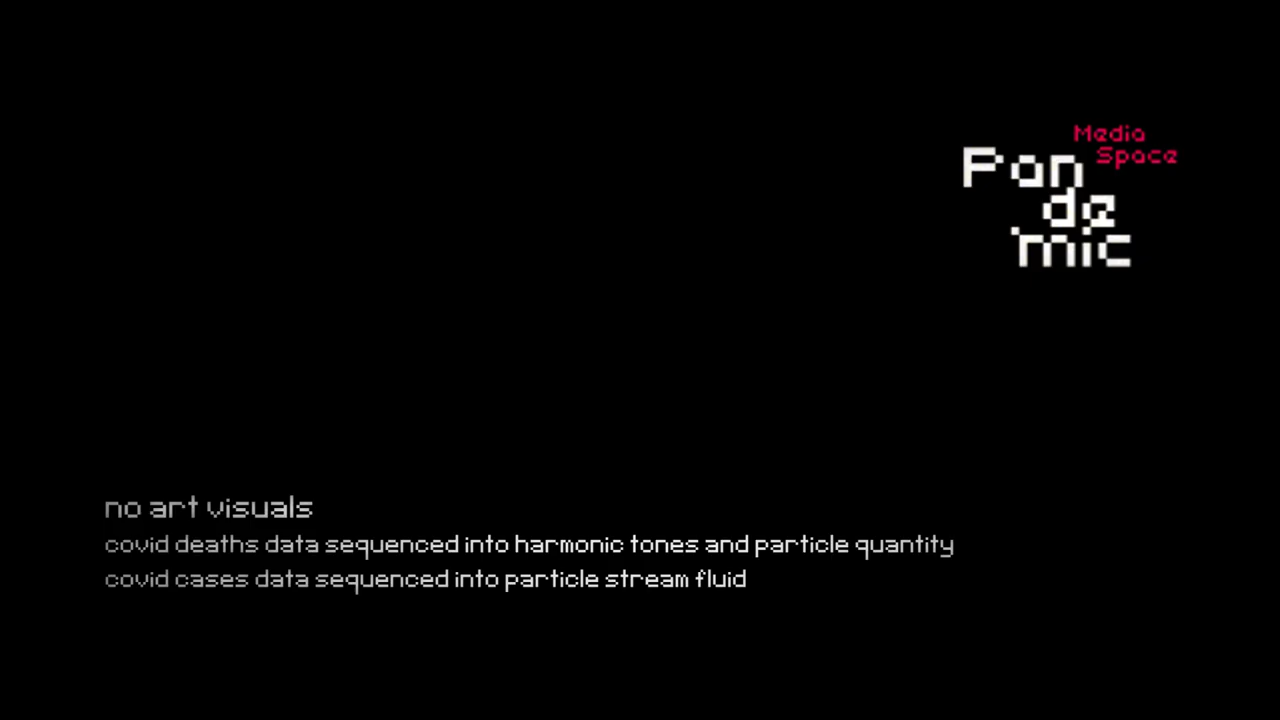 Media
Space
Pan
de
mic
no art visuals
covid deaths data sequenced into harmonic tones and particle quantity
covid cases data sequenced into particle stream fluid